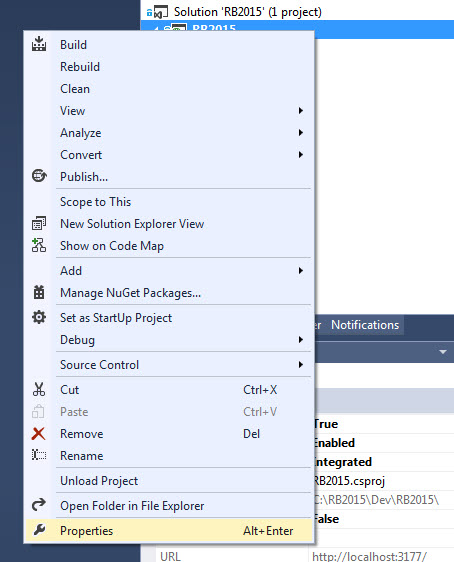 Solution 'RB2015' (1 project)
RB2015
Build
Rebuild
Clean
View
Analyze
Convert
Publish...
Scope to This
New Solution Explorer View
Show on Code Map
Add
Manage NuGet Packages...
Set as StartUp Project
Debug
Source Control
Cut Ctrl+X
Paste Ctrl+V
Remove Del
Rename
Unload Project
Open Folder in File Explorer
Properties Alt+Enter
Notifications
True
Enabled
Integrated
RB2015.csproj
C:\RB2015\Dev\RB2015\
False
URL http://localhost:3177/